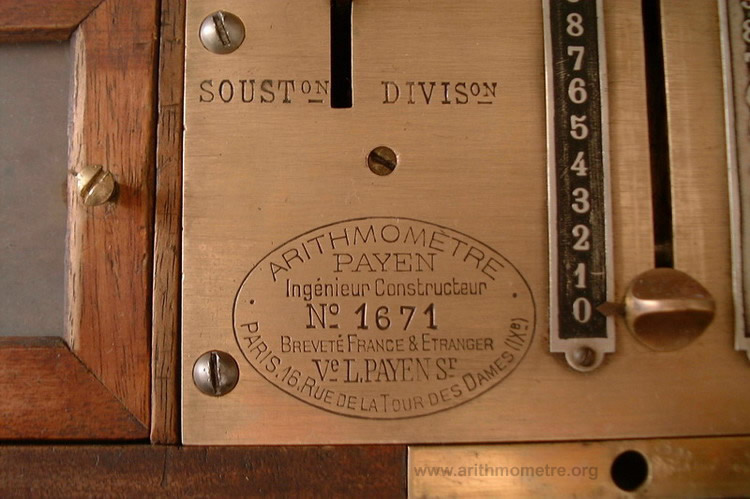 SOUSTON DIVISON
8
7
6
5
4
3
2
1
0
ARITHMOMÈTRE
PAYEN
Ingénieur Constructeur
No 1671
BREVETÉ FRANCE & ETRANGER
Ve L. PAYEN Sr
PARIS.16, RUE DE LA TOUR DES DAMES (IXe)
www.arithmometre.org